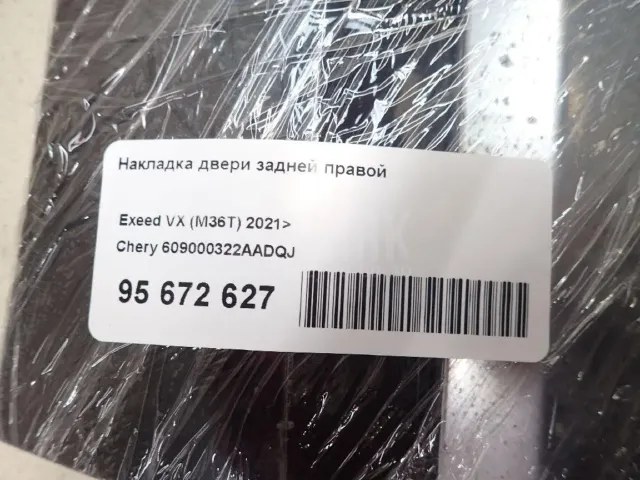 Накладка двери задней правой
Exeed VX (M36T) 2021>
Chery 609000322AADQJ
95 672 627